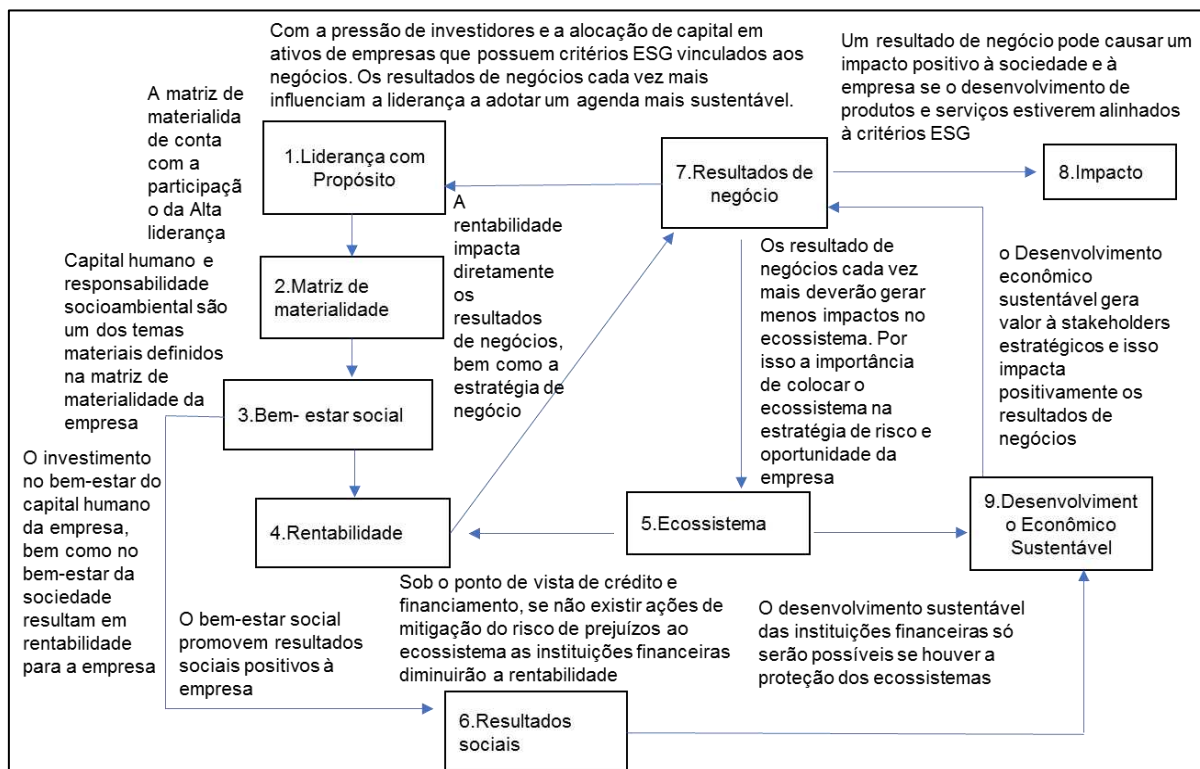 Com a pressão de investidores e a alocação de capital em
ativos de empresas que possuem critérios ESG vinculados aos
negócios. Os resultados de negócios cada vez mais
influenciam a liderança a adotar um agenda mais sustentável.
Um resultado de negócio pode causar um
impacto positivo à sociedade e à
empresa se o desenvolvimento de
produtos e serviços estiverem alinhados
à critérios ESG
A matriz de
materialida
de conta
com a
participaçã
o da Alta
liderança
1.Liderança com
Propósito
7.Resultados de
negócio
8.Impacto
A
rentabilidade
impacta
diretamente
os
resultados
de negócios,
bem como a
estratégia de
negócio
Capital humano e
responsabilidade
socioambiental são
um dos temas
materiais definidos
na matriz de
materialidade da
empresa
2.Matriz de
materialidade
Os resultado de
negócios cada vez
mais deverão gerar
menos impactos no
ecossistema. Por
isso a importância
de colocar o
ecossistema na
estratégia de risco e
oportunidade da
empresa
o Desenvolvimento
econômico
sustentável gera
valor à stakeholders
estratégicos e isso
impacta
positivamente os
resultados de
negócios
3.Bem- estar social
O investimento
no bem-estar do
capital humano
da empresa,
bem como no
bem-estar da
sociedade
resultam em
rentabilidade
para a empresa
4.Rentabilidade
5.Ecossistema
9.Desenvolviment
o Econômico
Sustentável
O bem-estar social
promovem resultados
sociais positivos à
empresa
Sob o ponto de vista de crédito e
financiamento, se não existir ações de
mitigação do risco de prejuízos ao
ecossistema as instituições financeiras
diminuirão a rentabilidade
O desenvolvimento sustentável
das instituições financeiras só
serão possíveis se houver a
proteção dos ecossistemas
6.Resultados
sociais